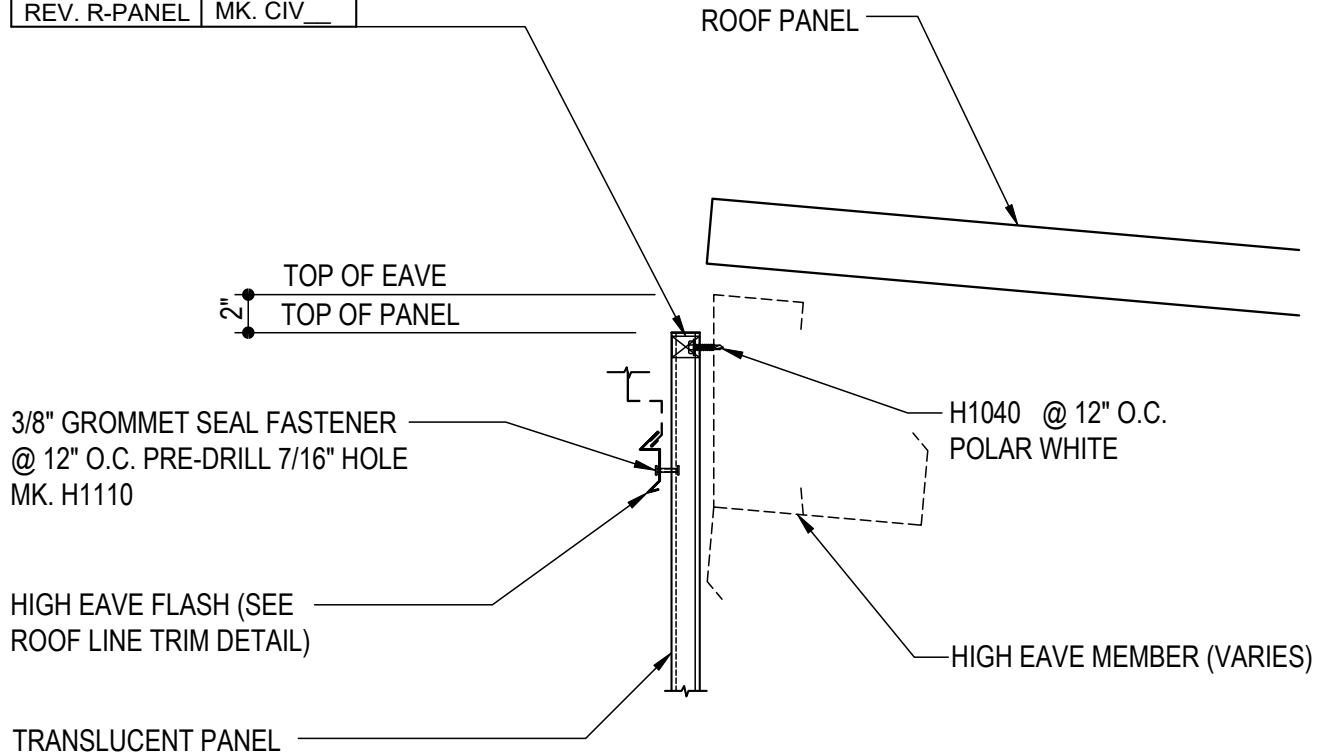 REV. R-PANEL MK. CIV__
ROOF PANEL
TOP OF EAVE
2"
TOP OF PANEL
3/8" GROMMET SEAL FASTENER
@ 12" O.C. PRE-DRILL 7/16" HOLE
MK. H1110
H1040 @ 12" O.C.
POLAR WHITE
HIGH EAVE FLASH (SEE
ROOF LINE TRIM DETAIL)
HIGH EAVE MEMBER (VARIES)
TRANSLUCENT PANEL